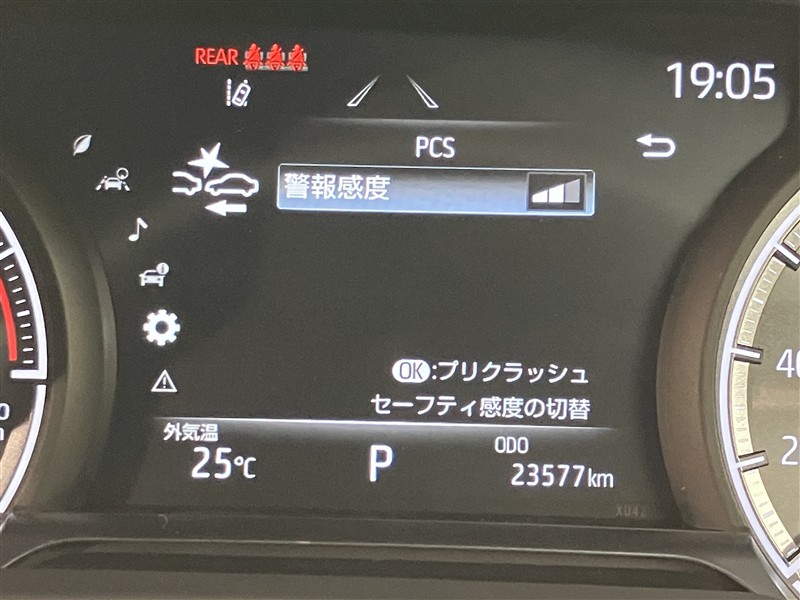 REAR
19:05
PCS
警報感度
OK:プリクラッシュ
セーフティ感度の切替
外気温
25℃
P
ODO
23577km
X042